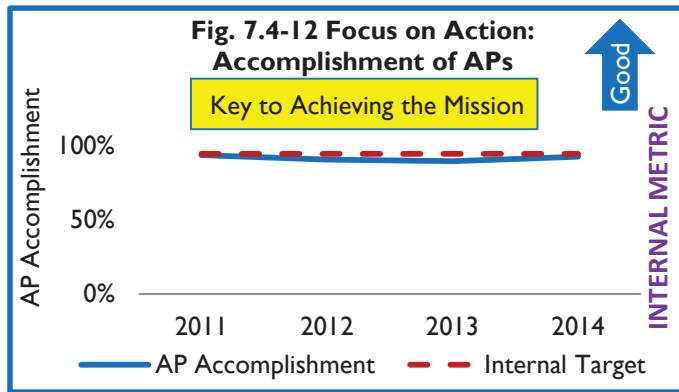 Fig. 7.4-12 Focus on Action:
Accomplishment of APs
Good
Key to Achieving the Mission
INTERNAL METRIC
AP Accomplishment
100%
50%
0%
2011 2012 2013 2014
AP Accomplishment Internal Target